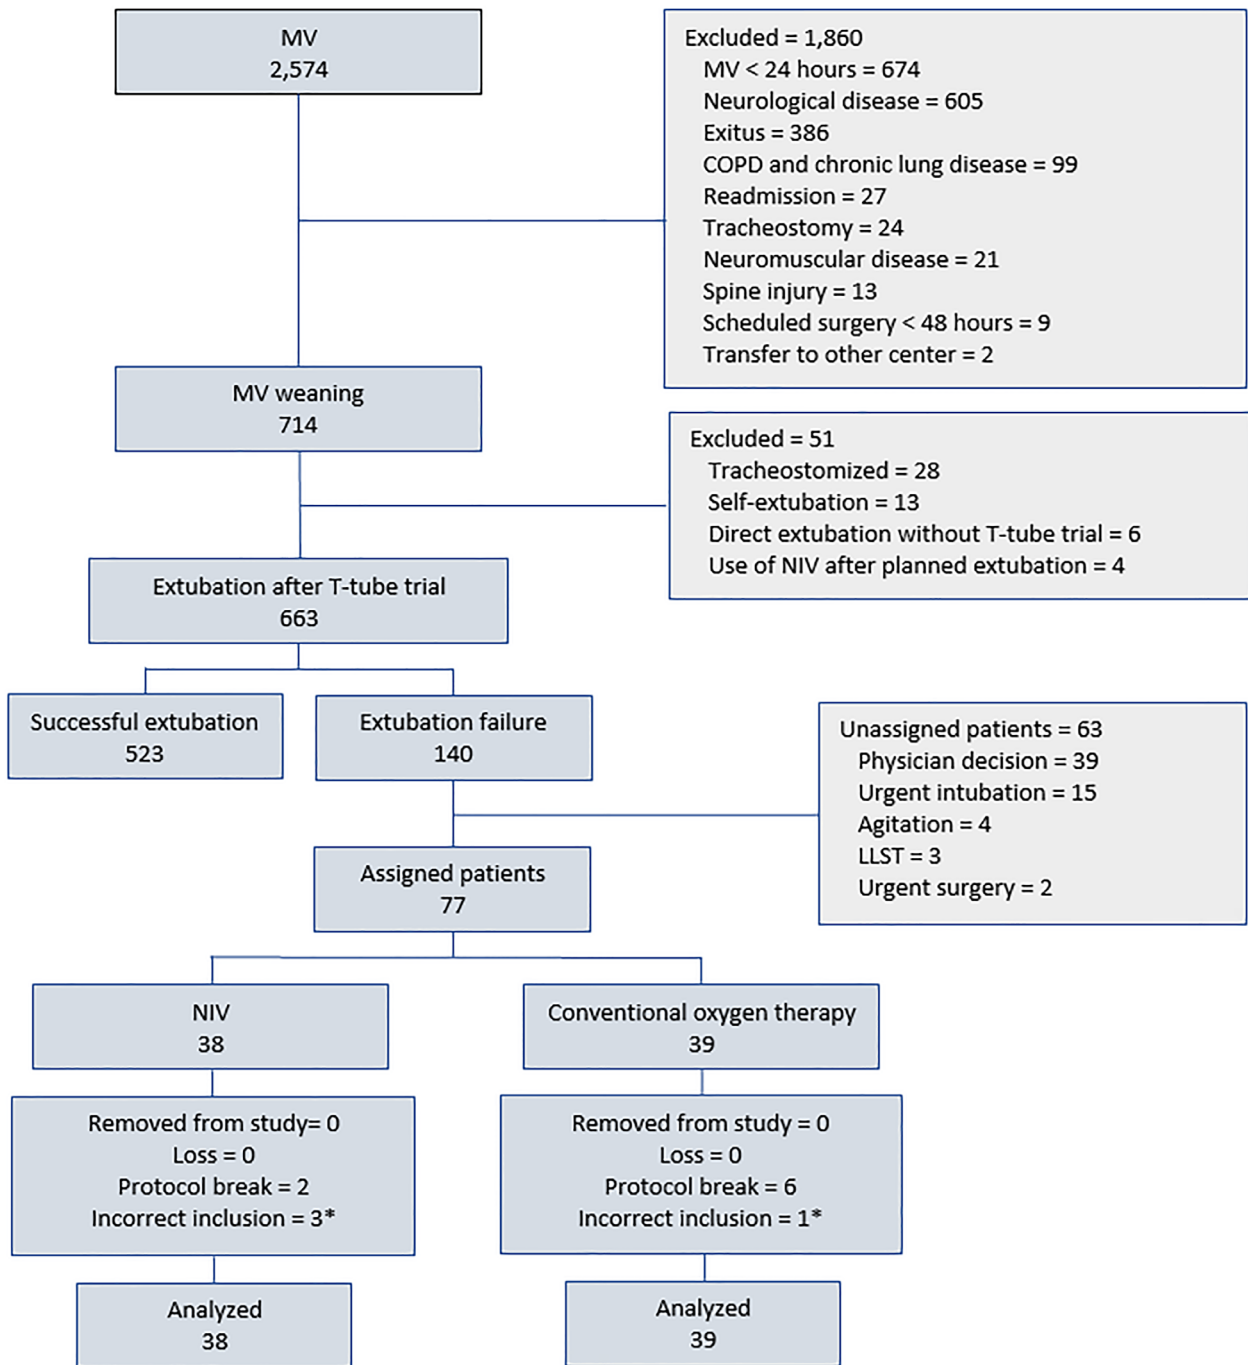 MV
2,574
Excluded = 1,860
MV < 24 hours = 674
Neurological disease = 605
Exitus = 386
COPD and chronic lung disease = 99
Readmission = 27
Tracheostomy = 24
Neuromuscular disease = 21
Spine injury = 13
Scheduled surgery < 48 hours = 9
Transfer to other center = 2
MV weaning
714
Excluded = 51
Tracheostomized = 28
Self-extubation = 13
Direct extubation without T-tube trial = 6
Use of NIV after planned extubation = 4
Extubation after T-tube trial
663
Successful extubation
523
Extubation failure
140
Unassigned patients = 63
Physician decision = 39
Urgent intubation = 15
Agitation = 4
LLST = 3
Urgent surgery = 2
Assigned patients
77
NIV
38
Conventional oxygen therapy
39
Removed from study= 0
Loss = 0
Protocol break = 2
Incorrect inclusion = 3*
Removed from study = 0
Loss = 0
Protocol break = 6
Incorrect inclusion = 1*
Analyzed
38
Analyzed
39